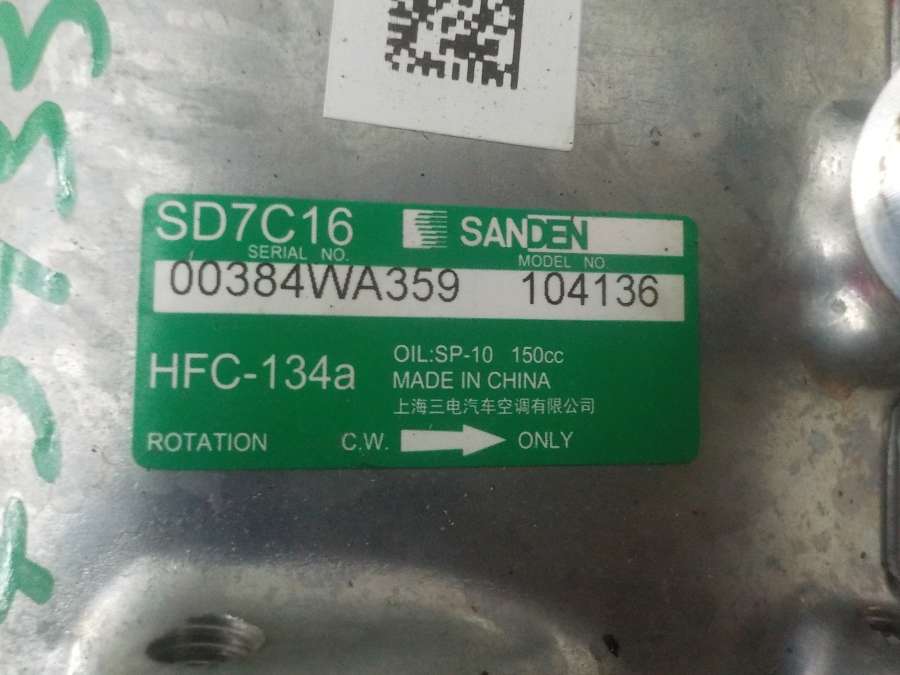 SD7C16 SANDEN
SERIAL NO. MODEL NO
00384WA359 104136
HFC-134a
OIL:SP-10 150cc
MADE IN CHINA
上海三电汽车空调有限公司
ROTATION C.W. ONLY